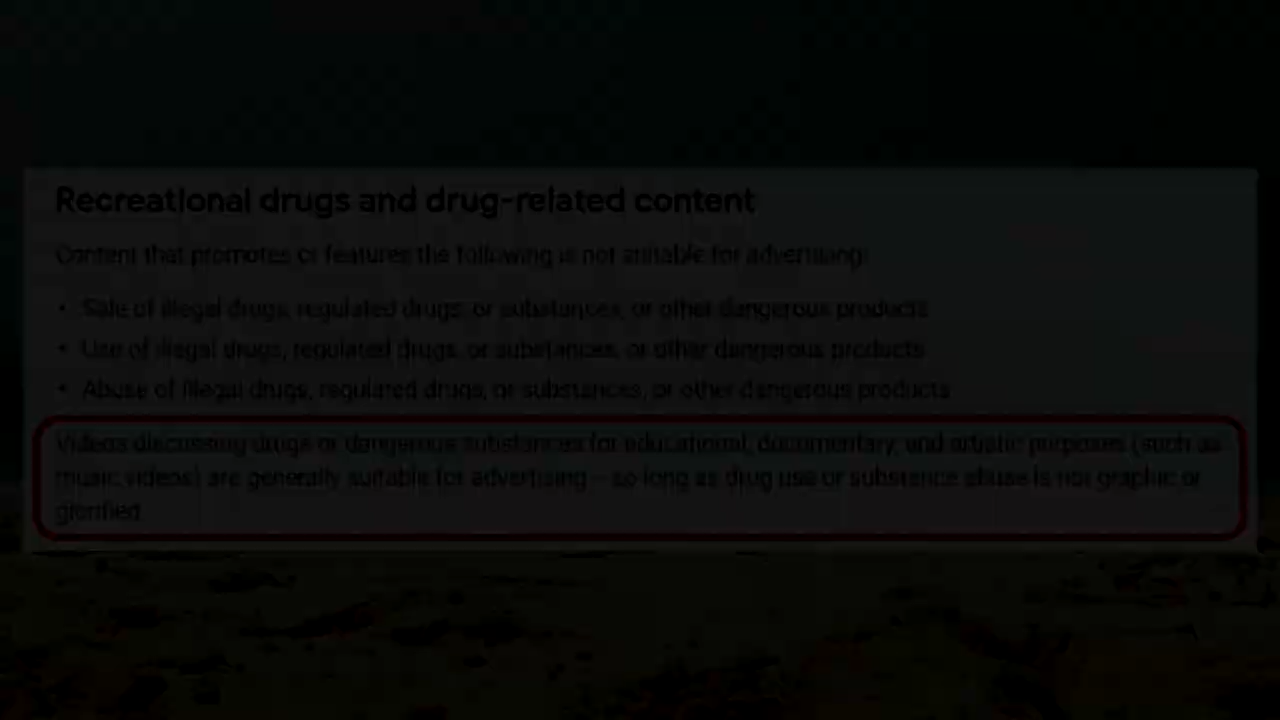 Recreational drugs and drug-related content
Content that promotes or features the following is not suitable for advertising:
• Sale of illegal drugs, regulated drugs, or substances, or other dangerous products
• Use of illegal drugs, regulated drugs, or substances, or other dangerous products
• Abuse of illegal drugs, regulated drugs, or substances, or other dangerous products
Videos discussing drugs or dangerous substances for educational, documentary, and artistic purposes (such as
music videos) are generally suitable for advertising – so long as drug use or substance abuse is not graphic or
glorified.